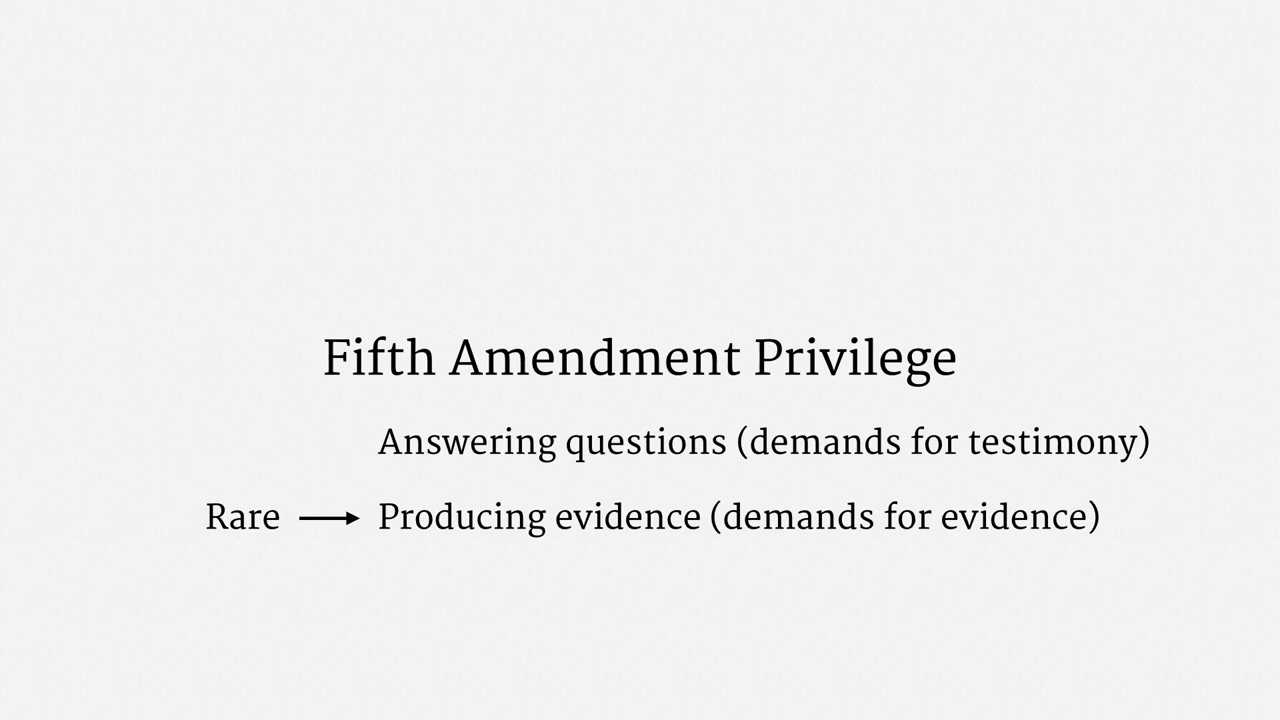 Fifth Amendment Privilege
Answering questions (demands for testimony)
Rare → Producing evidence (demands for evidence)